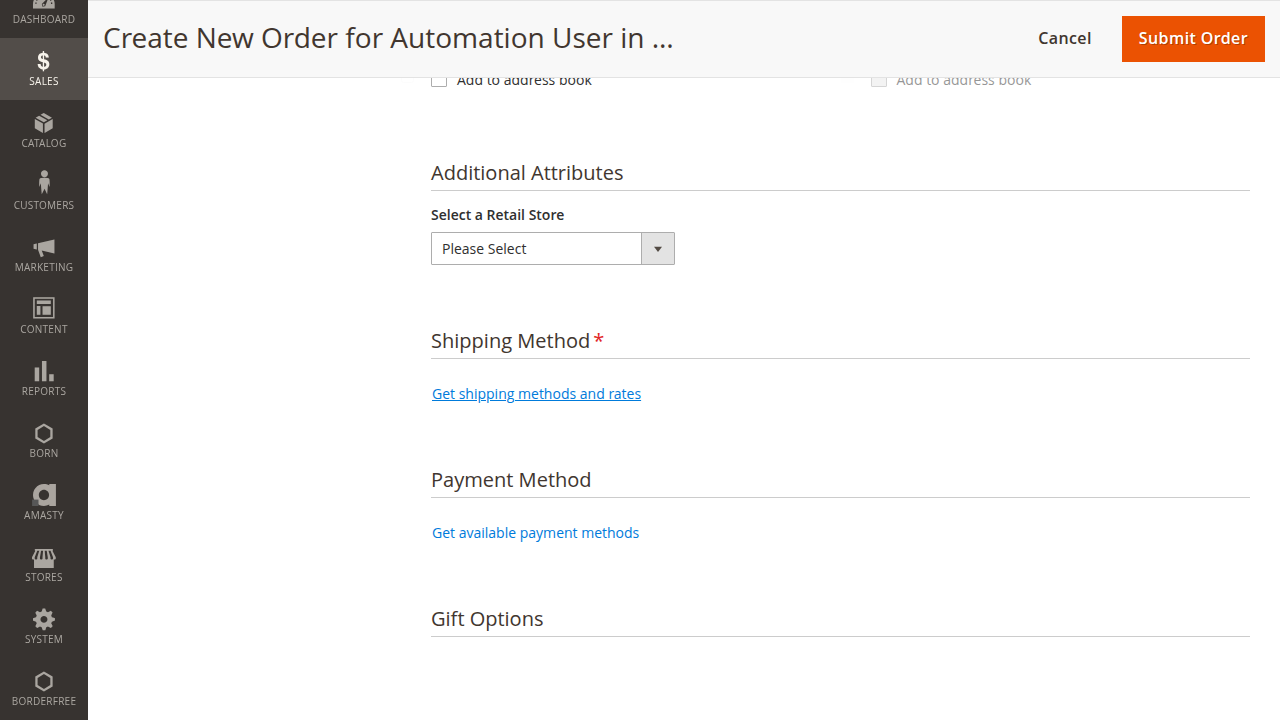 DASHBOARD
$
SALES
CATALOG
CUSTOMERS
MARKETING
CONTENT
REPORTS
BORN
AMASTY
STORES
SYSTEM
BORDERFREE
Create New Order for Automation User in ...
Cancel
Submit Order
Add to address book
Add to address book
Additional Attributes
Select a Retail Store
Please Select
Shipping Method *
Get shipping methods and rates
Payment Method
Get available payment methods
Gift Options